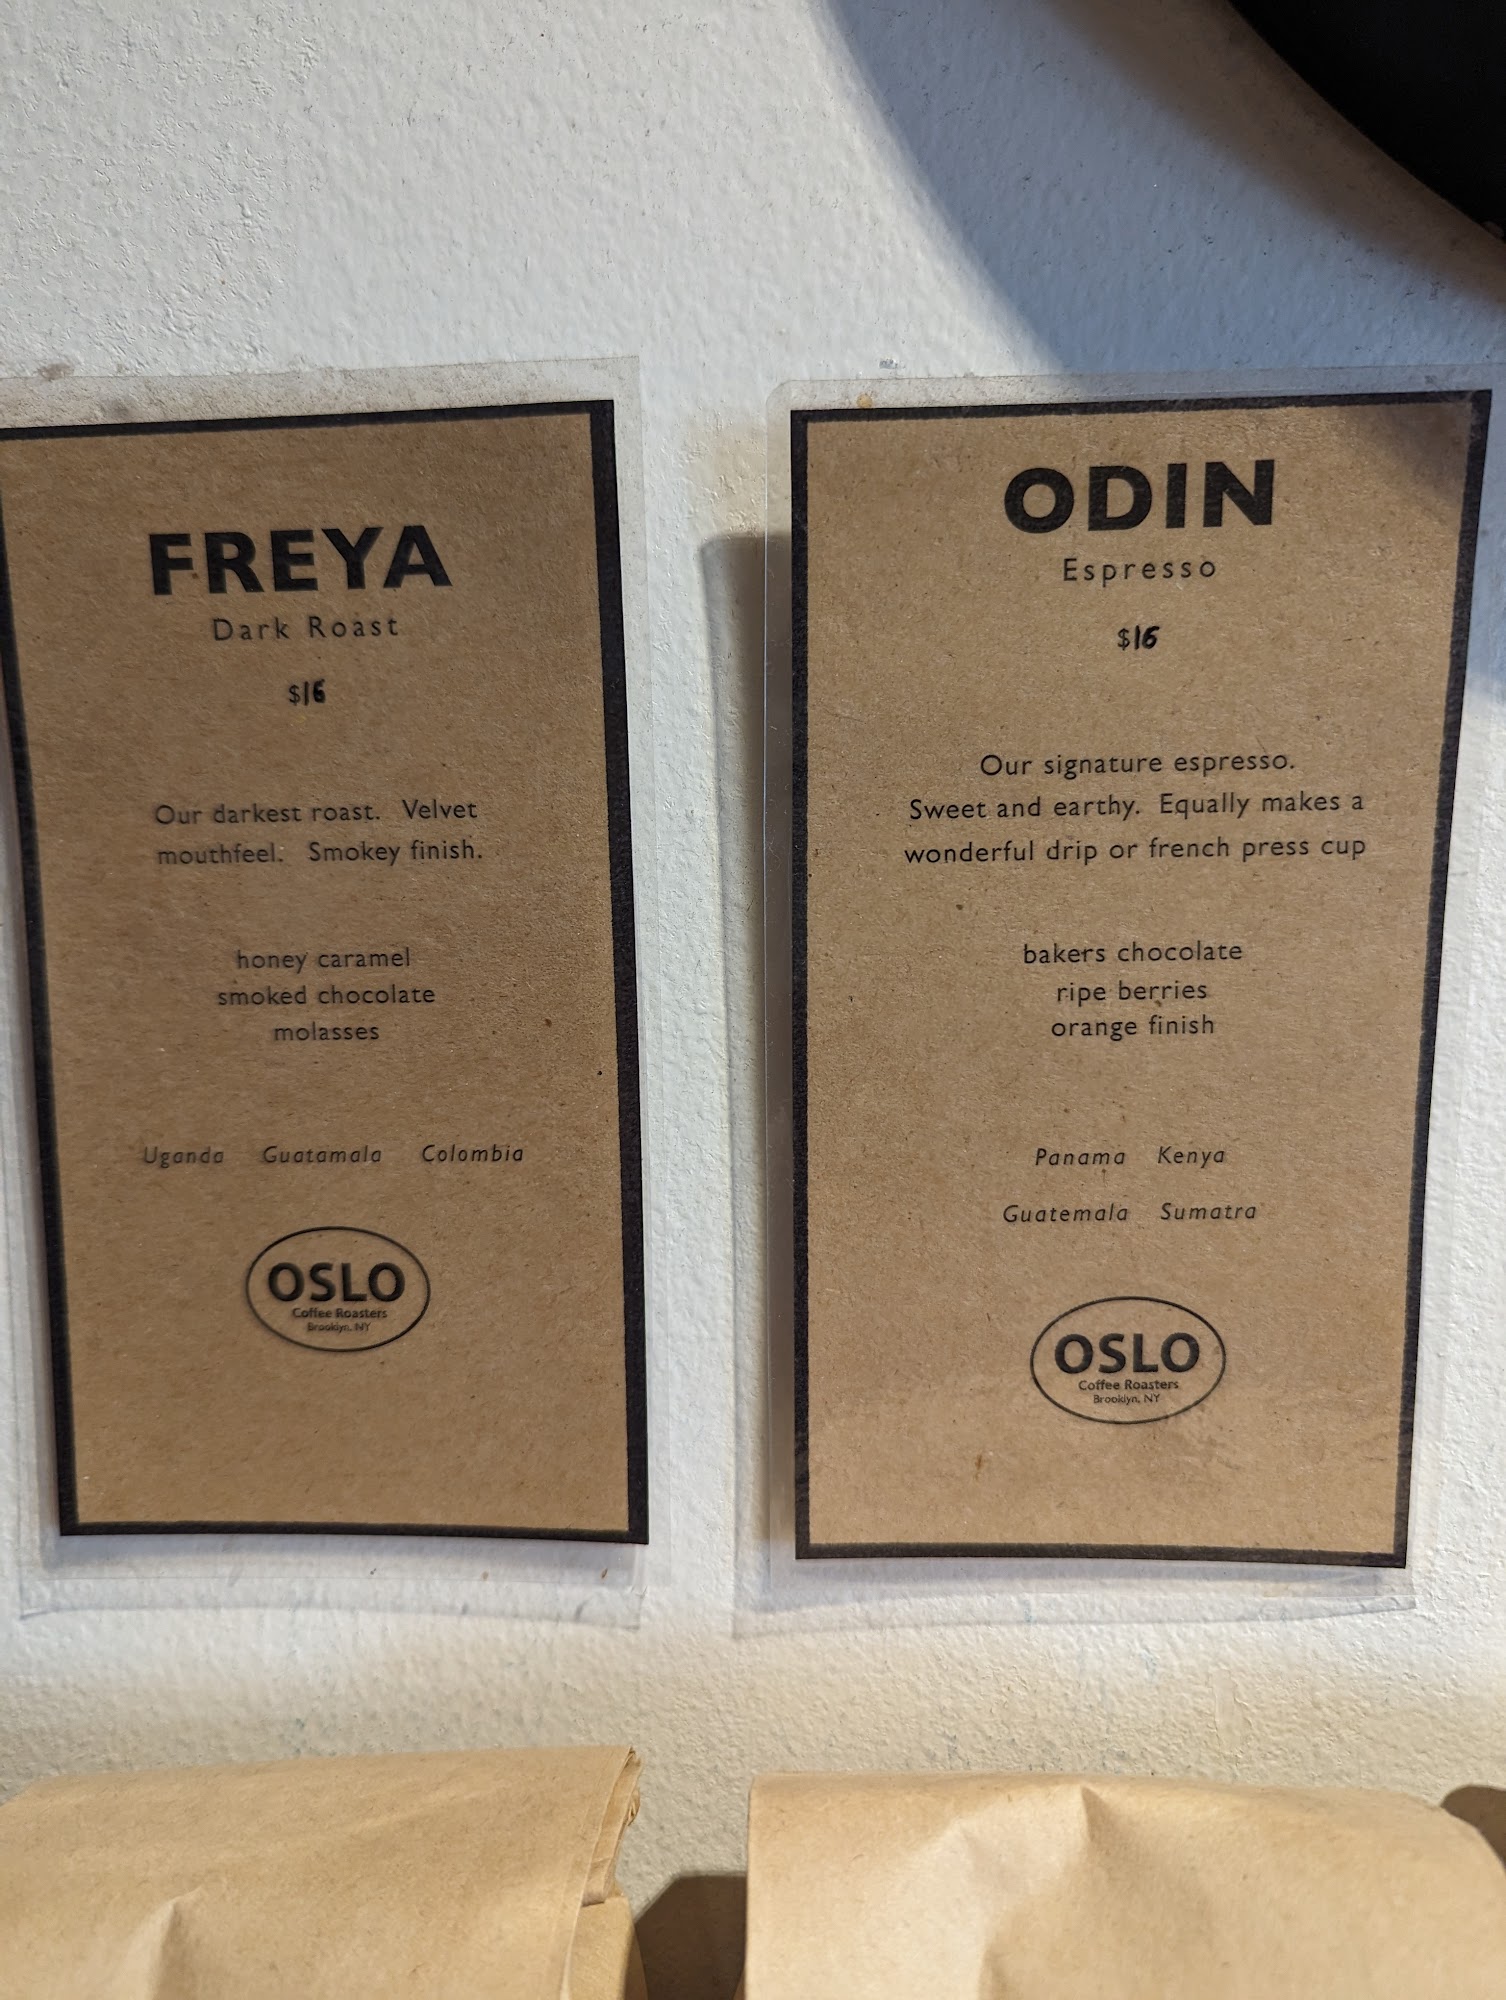 FREYA
Dark Roast
$16
Our darkest roast. Velvet
mouthfeel. Smokey finish.
honey caramel
smoked chocolate
molasses
Uganda Guatamala Colombia
OSLO
Coffee Roasters
Brooklyn, NY
ODIN
Espresso
$16
Our signature espresso.
Sweet and earthy. Equally makes a
wonderful drip or french press cup
bakers chocolate
ripe berries
orange finish
Panama Kenya
Guatemala Sumatra
OSLO
Coffee Roasters
Brooklyn, NY